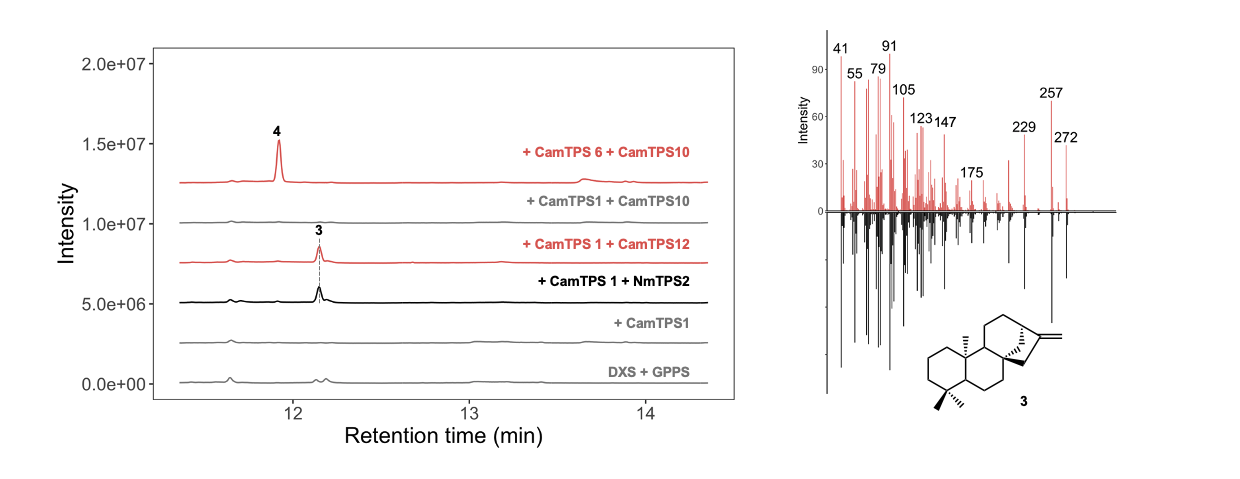 2.0e+07
1.5e+07
1.0e+07
5.0e+06
0.0e+00
Intensity
4
+ CamTPS 6 + CamTPS10
+ CamTPS1 + CamTPS10
3
+ CamTPS 1 + CamTPS12
+ CamTPS 1 + NmTPS2
+ CamTPS1
DXS + GPPS
12
13
14
Retention time (min)
Intensity
90
60
30
0
41
55
79
91
105
123
147
175
229
257
272
3